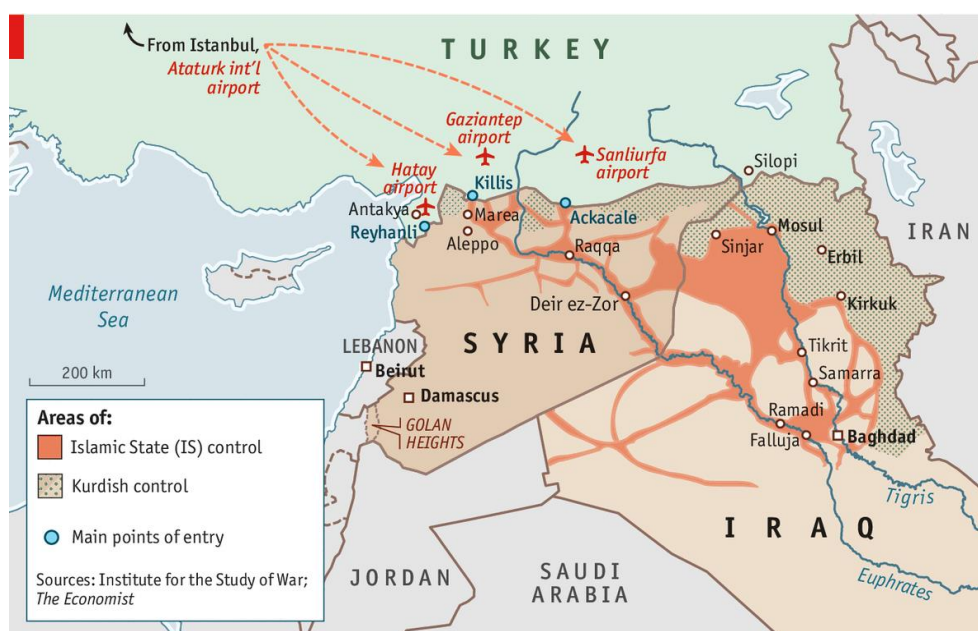 From Istanbul,
Ataturk int'l
airport
TURKEY
Gaziantep
airport
Sanliurfa
airport
Hatay
airport
Killis
Silopi
Antakya
Marea
Ackacale
Mosul
IRAN
Reyhanli
Aleppo
Raqqa
Sinjar
Erbil
Mediterranean
Sea
Deir ez-Zor
Kirkuk
SYRIA
LEBANON
Tikrit
200 km
Beirut
Samarra
Damascus
Areas of:
GOLAN
HEIGHTS
Ramadi
Falluja
Baghdad
Islamic State (IS) control
Kurdish control
Tigris
Main points of entry
IRAQ
Sources: Institute for the Study of War;
The Economist
JORDAN
SAUDI
ARABIA
Euphrates